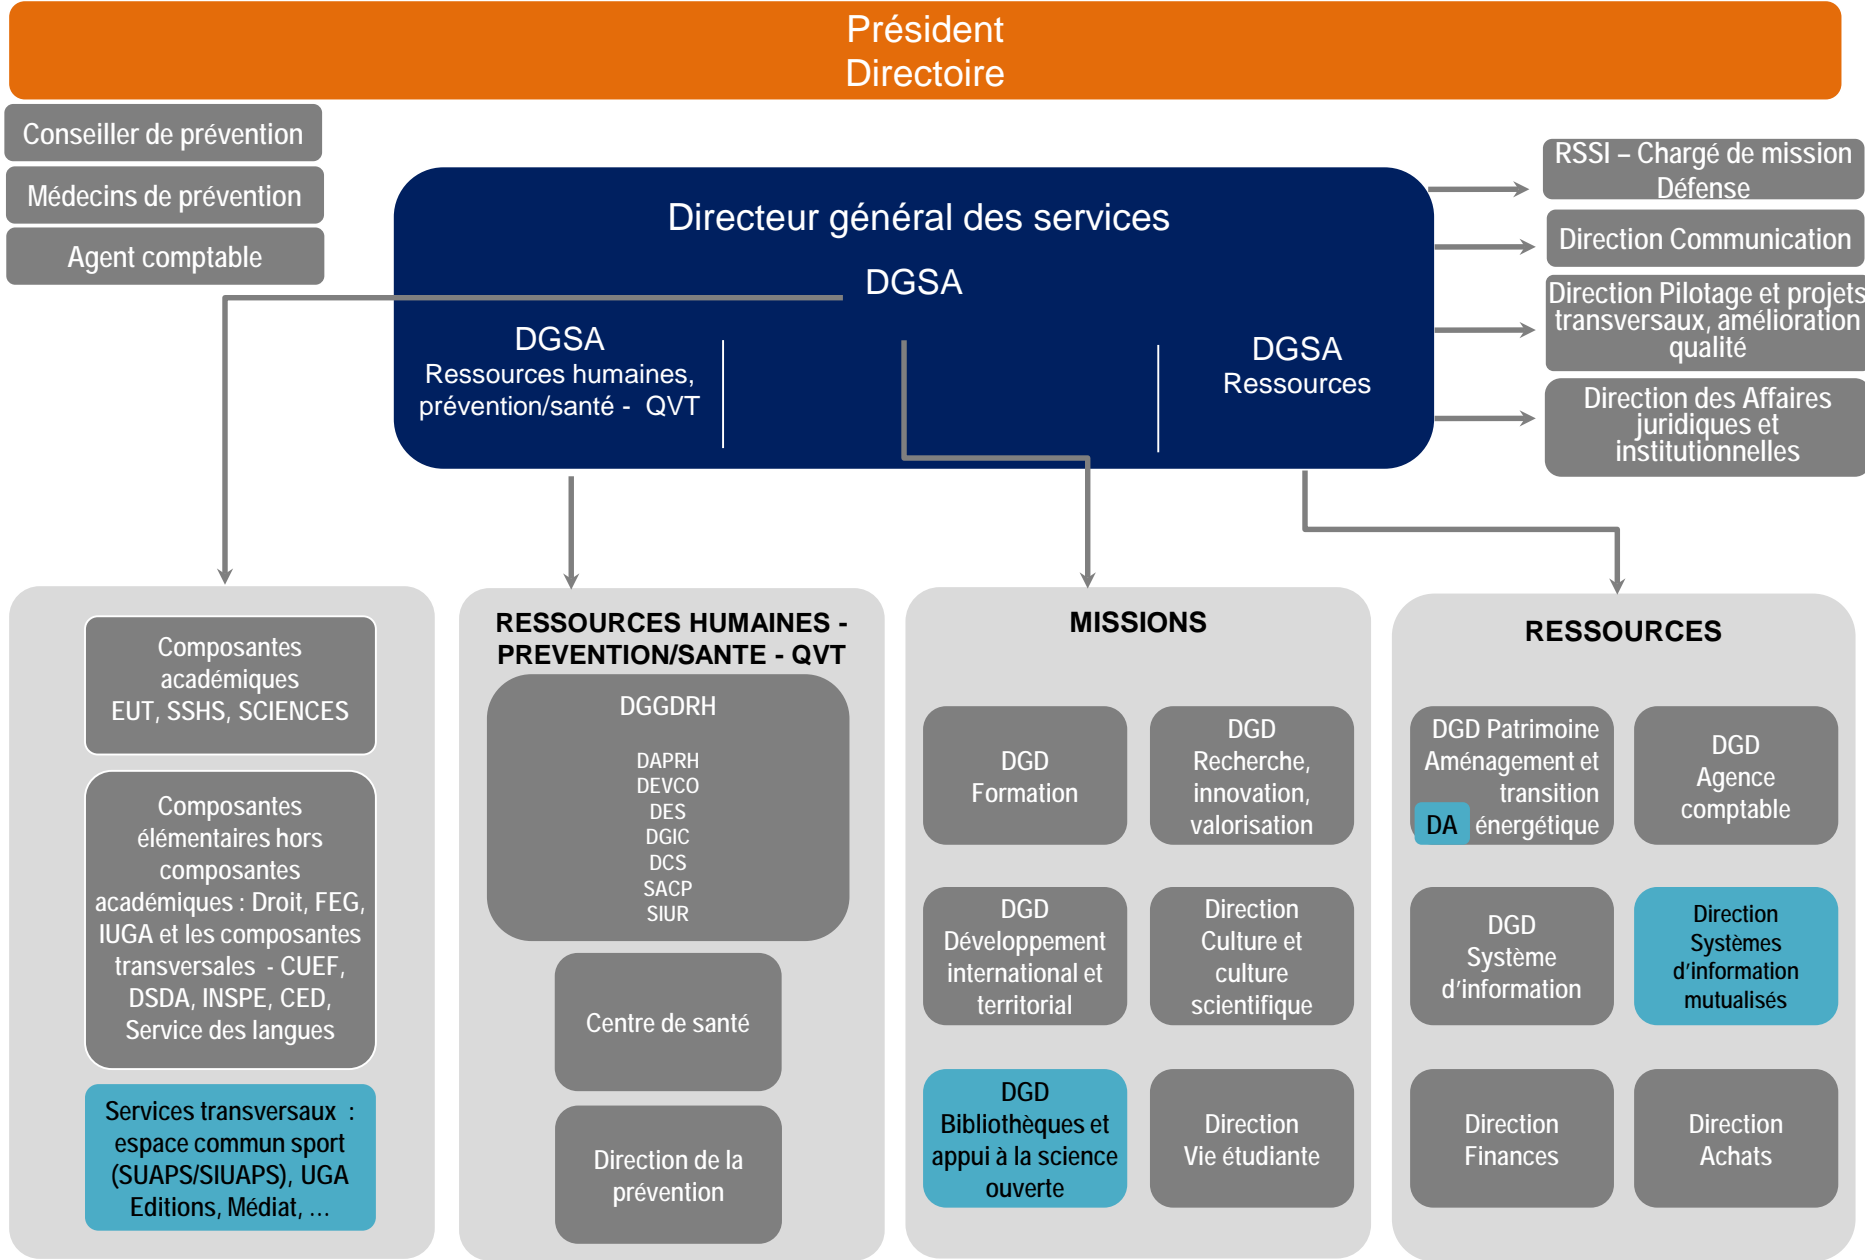 Président
Directoire
Conseiller de prévention
Médecins de prévention
Agent comptable
Directeur général des services
DGSA
DGSA
Ressources humaines,
prévention/santé - QVT
DGSA
Ressources
RSSI – Chargé de mission
Défense
Direction Communication
Direction Pilotage et projets
transversaux, amélioration
qualité
Direction des Affaires
juridiques et
institutionnelles
Composantes
académiques
EUT, SSHS, SCIENCES
Composantes
élémentaires hors
composantes
académiques : Droit, FEG,
IUGA et les composantes
transversales - CUEF,
DSDA, INSPE, CED,
Service des langues
Services transversaux :
espace commun sport
(SUAPS/SIUAPS), UGA
Editions, Médiat, ...
RESSOURCES HUMAINES -
PREVENTION/SANTE - QVT
DGGDRH
DAPRH
DEVCO
DES
DGIC
DCS
SACP
SIUR
Centre de santé
Direction de la
prévention
MISSIONS
DGD
Formation
DGD
Recherche,
innovation,
valorisation
DGD
Développement
international et
territorial
Direction
Culture et
culture
scientifique
DGD
Bibliothèques et
appui à la science
ouverte
Direction
Vie étudiante
RESSOURCES
DGD Patrimoine
Aménagement et
transition
DA énergétique
DGD
Agence
comptable
DGD
Système
d'information
Direction
Systèmes
d'information
mutualisés
Direction
Finances
Direction
Achats